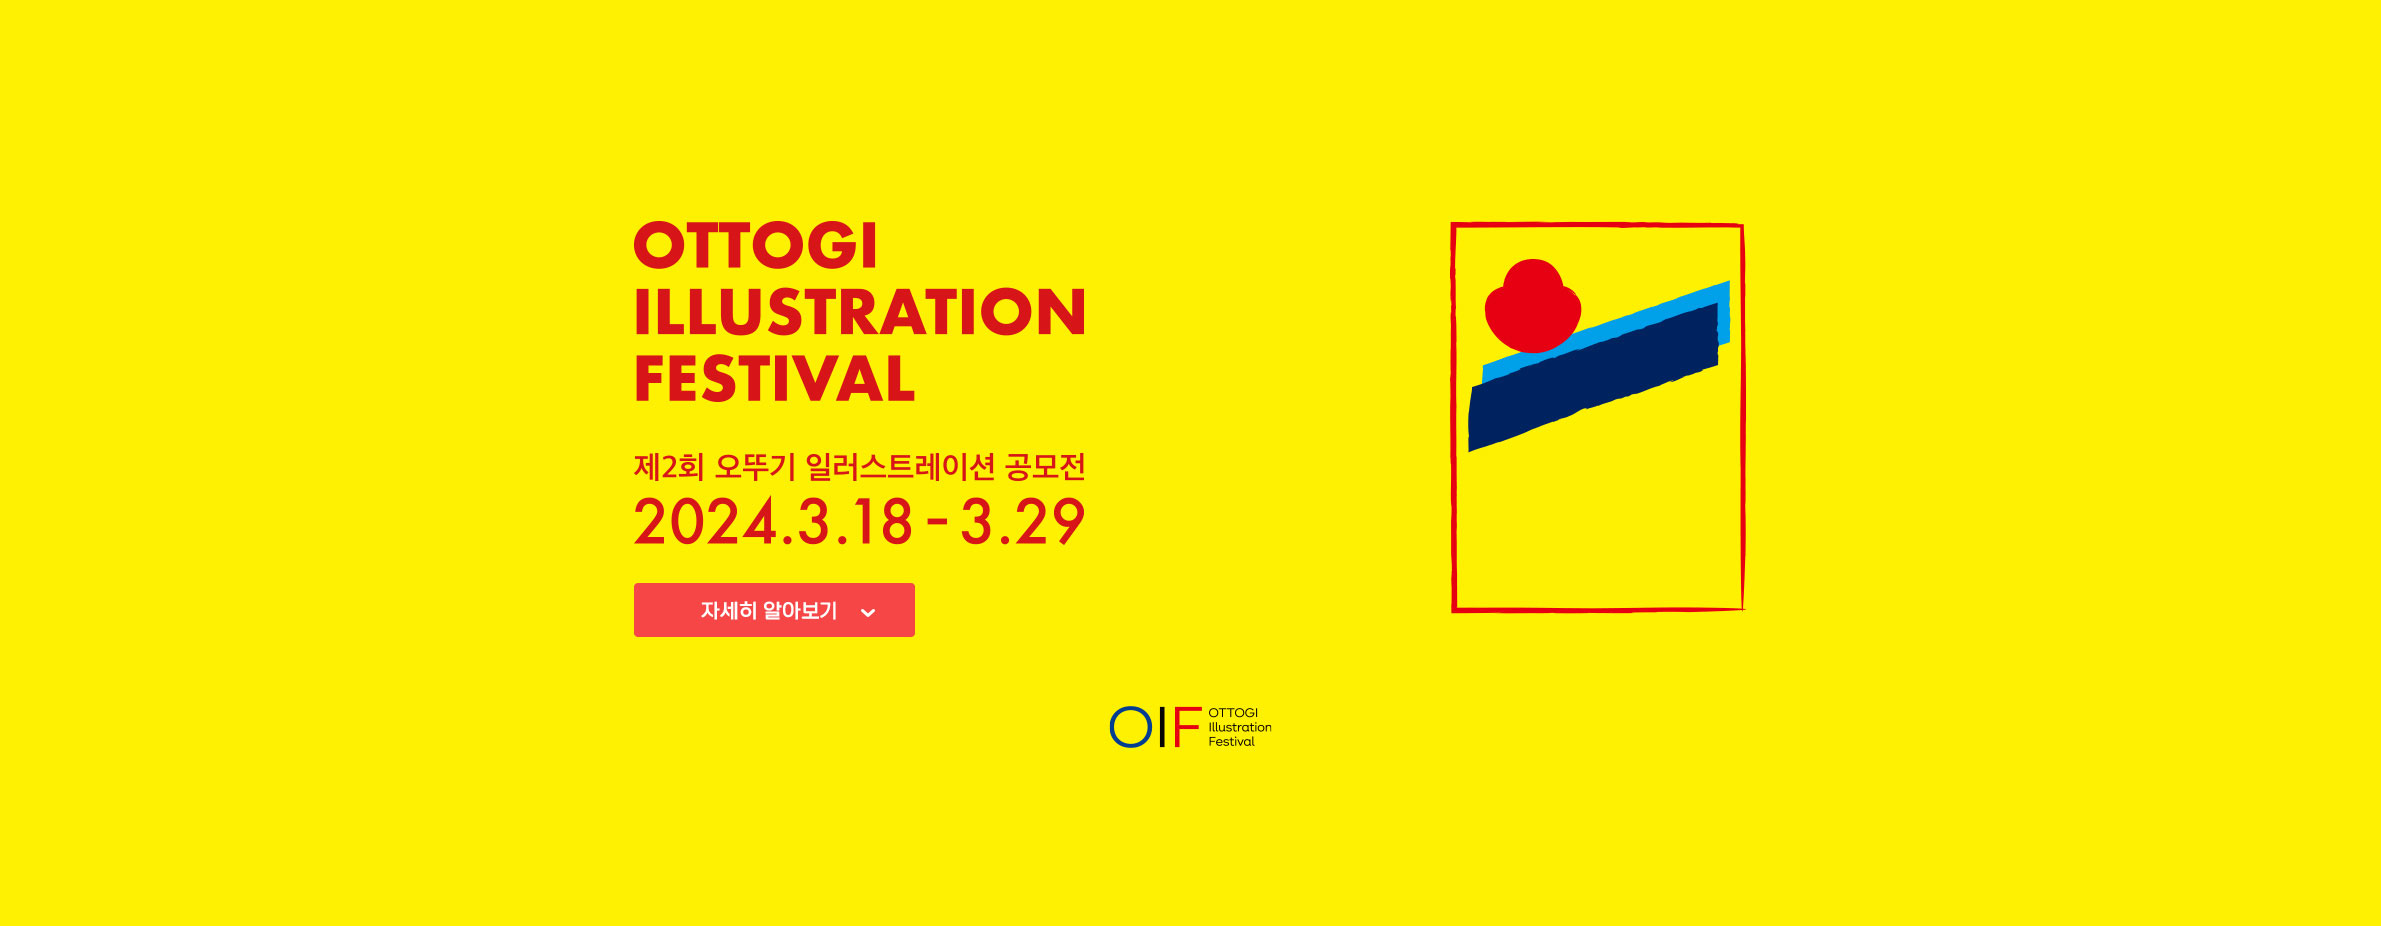 OTTOGI
ILLUSTRATION
FESTIVAL
제2회 오뚜기 일러스트레이션 공모전
2024.3.18 - 3.29
자세히 알아보기
OIF
OTTOGI
Illustration
Festival